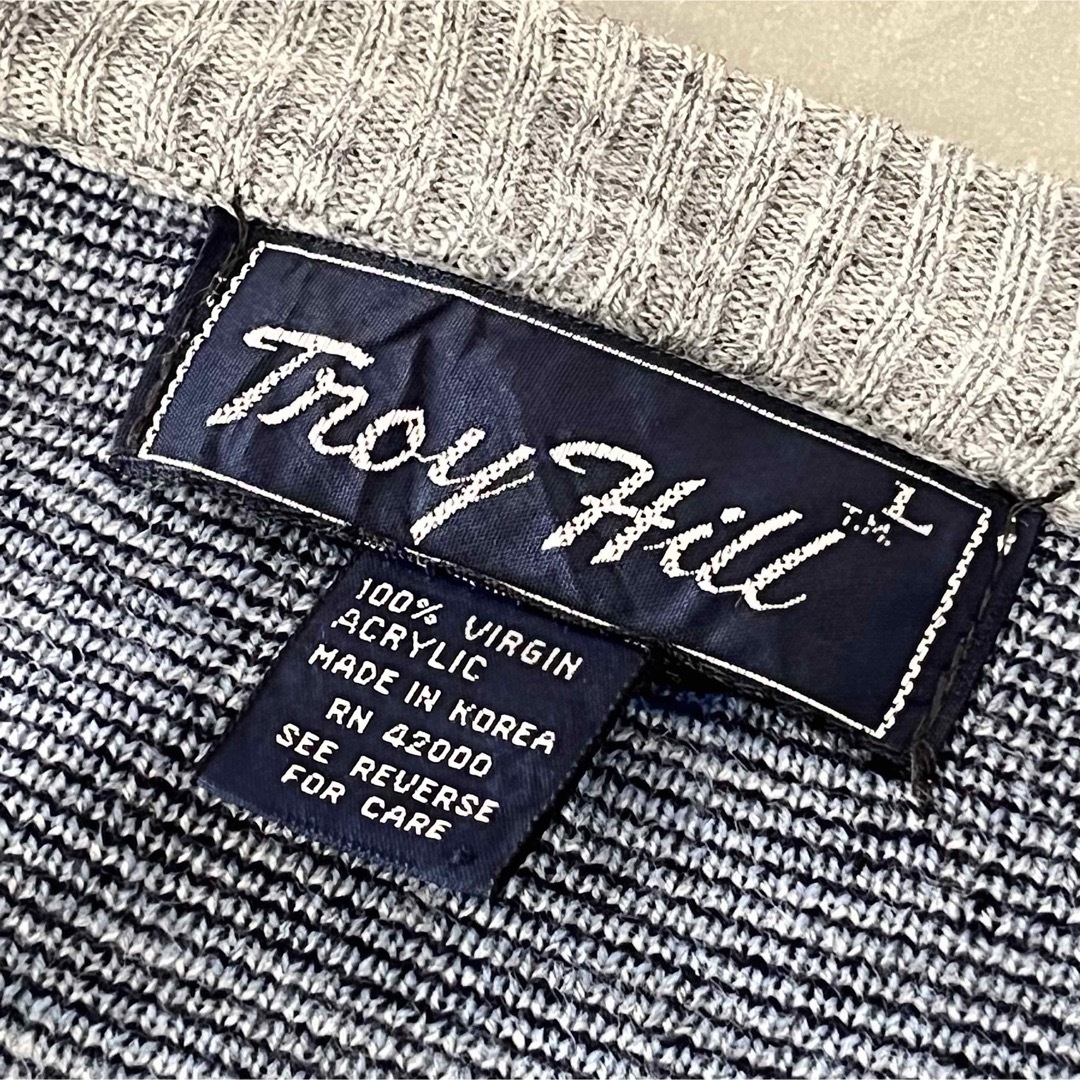 Troy Hill
T.M.
L
100% VIRGIN
ACRYLIC
MADE IN KOREA
RN 42000
SEE REVERSE
FOR CARE